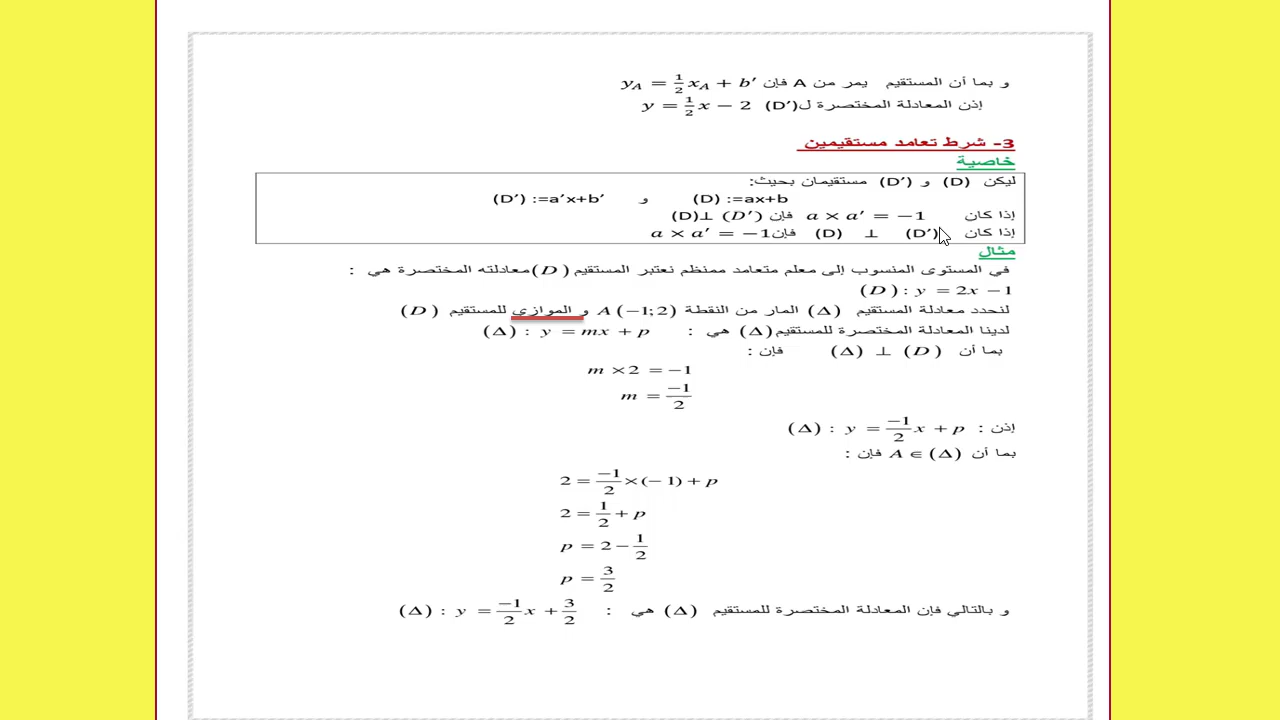 و بما أن المستقيم يمر من A فإن y_A = 1/2 x_A + b′
إذن المعادلة المختصرة ل(D′) y = 1/2 x − 2
3- شرط تعامد مستقيمين
خاصية
ليكن (D) و (D′) مستقيمان بحيث:
(D) :=ax+b و (D′) :=a′x+b′
إذا كان a × a′ = −1 فإن (D)⊥(D′)
إذا كان (D′) ⊥ (D) فإن a × a′ = −1
مثال
في المستوى المنسوب إلى معلم متعامد ممنظم نعتبر المستقيم (D) معادلته المختصرة هي :
(D) : y = 2x − 1
لنحدد معادلة المستقيم (Δ) المار من النقطة A(−1;2) و الموازي للمستقيم (D)
لدينا المعادلة المختصرة للمستقيم (Δ) هي : (Δ) : y = mx + p
بما أن (Δ) ⊥ (D) فإن :
m × 2 = −1
m = −1/2
إذن : (Δ) : y = −1/2 x + p
بما أن A ∈ (Δ) فإن :
2 = −1/2 × (−1) + p
2 = 1/2 + p
p = 2 − 1/2
p = 3/2
و بالتالي فإن المعادلة المختصرة للمستقيم (Δ) هي : (Δ) : y = −1/2 x + 3/2